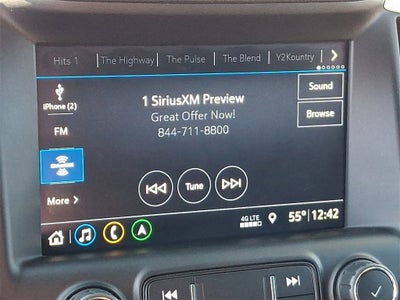 Hits 1
The Highway
The Pulse
The Blend
Y2Kountry
iPhone (2)
1 SiriusXM Preview
Sound
Great Offer Now!
Browse
FM
844-711-8800
Tune
More
4G LTE
55° 12:42